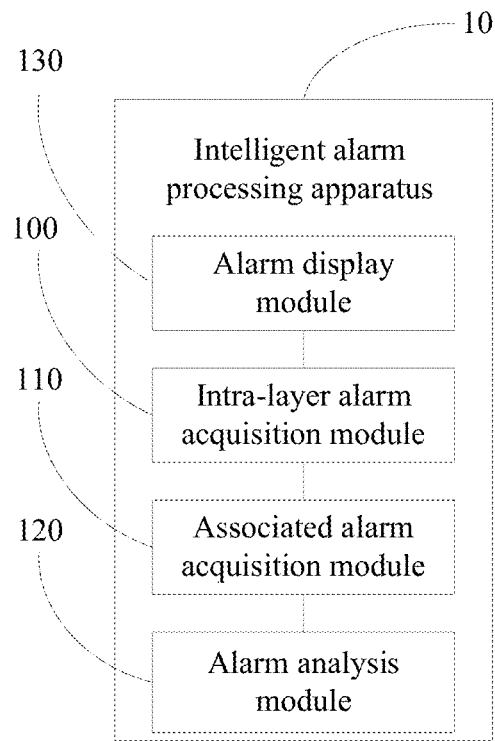 10
130
Intelligent alarm
processing apparatus
100
Alarm display
module
110
Intra-layer alarm
acquisition module
120
Associated alarm
acquisition module
Alarm analysis
module